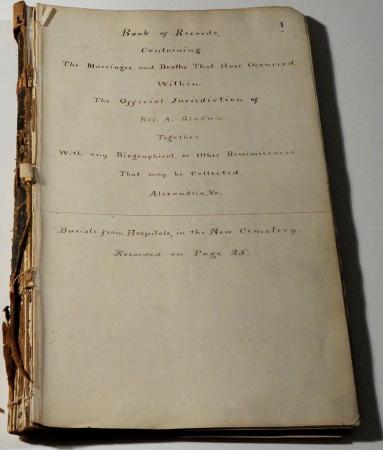 1
Book of Records,
Containing
The Marriages and Deaths That Have Occurred,
Within
The Official Jurisdiction of
Rev. A. Gladwin.
Together,
With any Biographical, or Other Reminiscences
That may be Collected.
Alexandria, Va.
Burials from Hospitals, in the New Cemetery.
Recorded on Page 25.